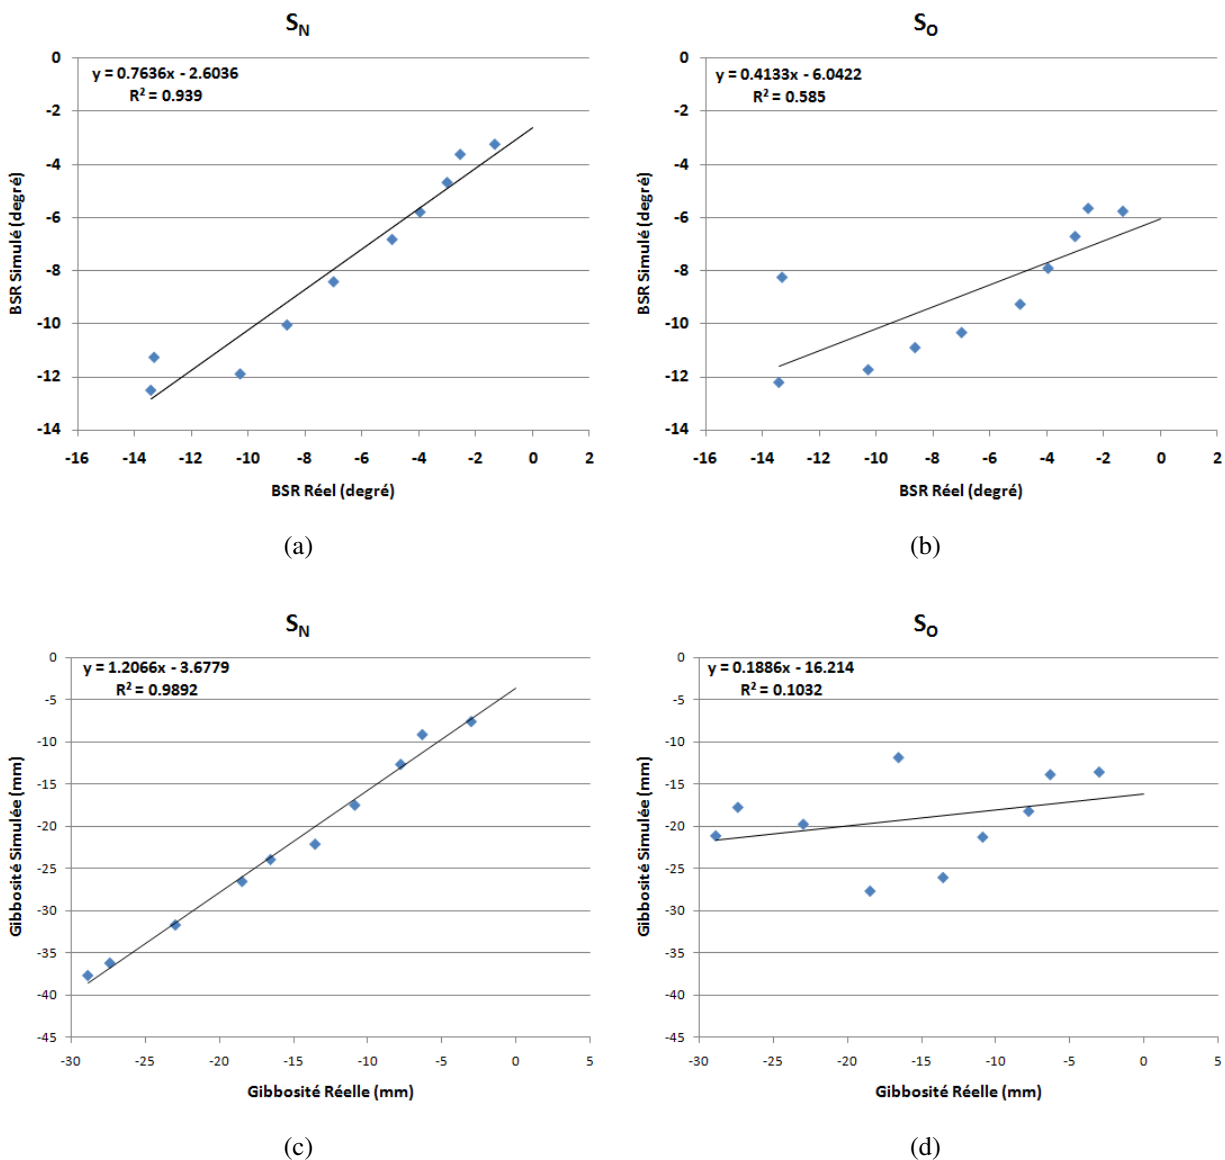 S_N
y = 0.7636x - 2.6036
R² = 0.939
0
-2
-4
-6
-8
-10
-12
-14
BSR Simulé (degré)
-16 -14 -12 -10 -8 -6 -4 -2 0 2
BSR Réel (degré)
(a)
S_O
y = 0.4133x - 6.0422
R² = 0.585
0
-2
-4
-6
-8
-10
-12
-14
BSR Simulé (degré)
-16 -14 -12 -10 -8 -6 -4 -2 0 2
BSR Réel (degré)
(b)
S_N
y = 1.2066x - 3.6779
R² = 0.9892
0
-5
-10
-15
-20
-25
-30
-35
-40
-45
Gibbosité Simulée (mm)
-30 -25 -20 -15 -10 -5 0 5
Gibbosité Réelle (mm)
(c)
S_O
y = 0.1886x - 16.214
R² = 0.1032
0
-5
-10
-15
-20
-25
-30
-35
-40
-45
Gibbosité Simulée (mm)
-30 -25 -20 -15 -10 -5 0 5
Gibbosité Réelle (mm)
(d)